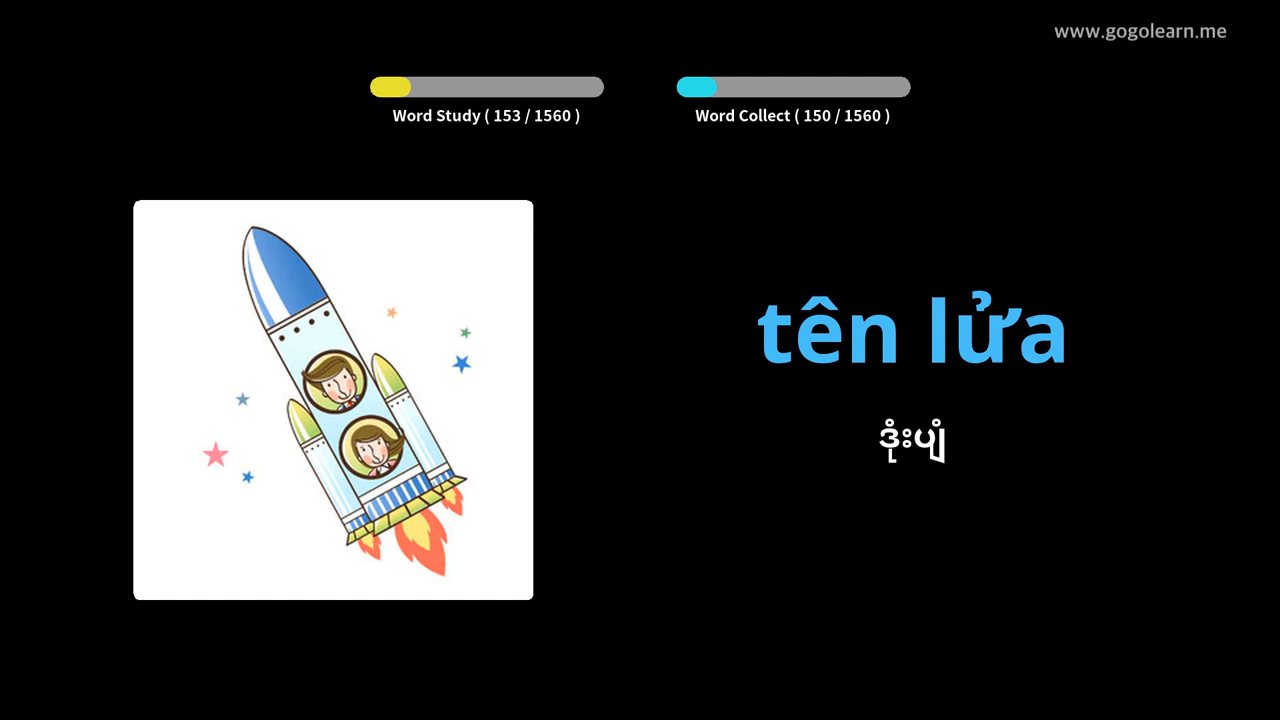 www.gogolearn.me
Word Study ( 153 / 1560 )
Word Collect ( 150 / 1560 )
tên lửa
ဒုံးပျံ